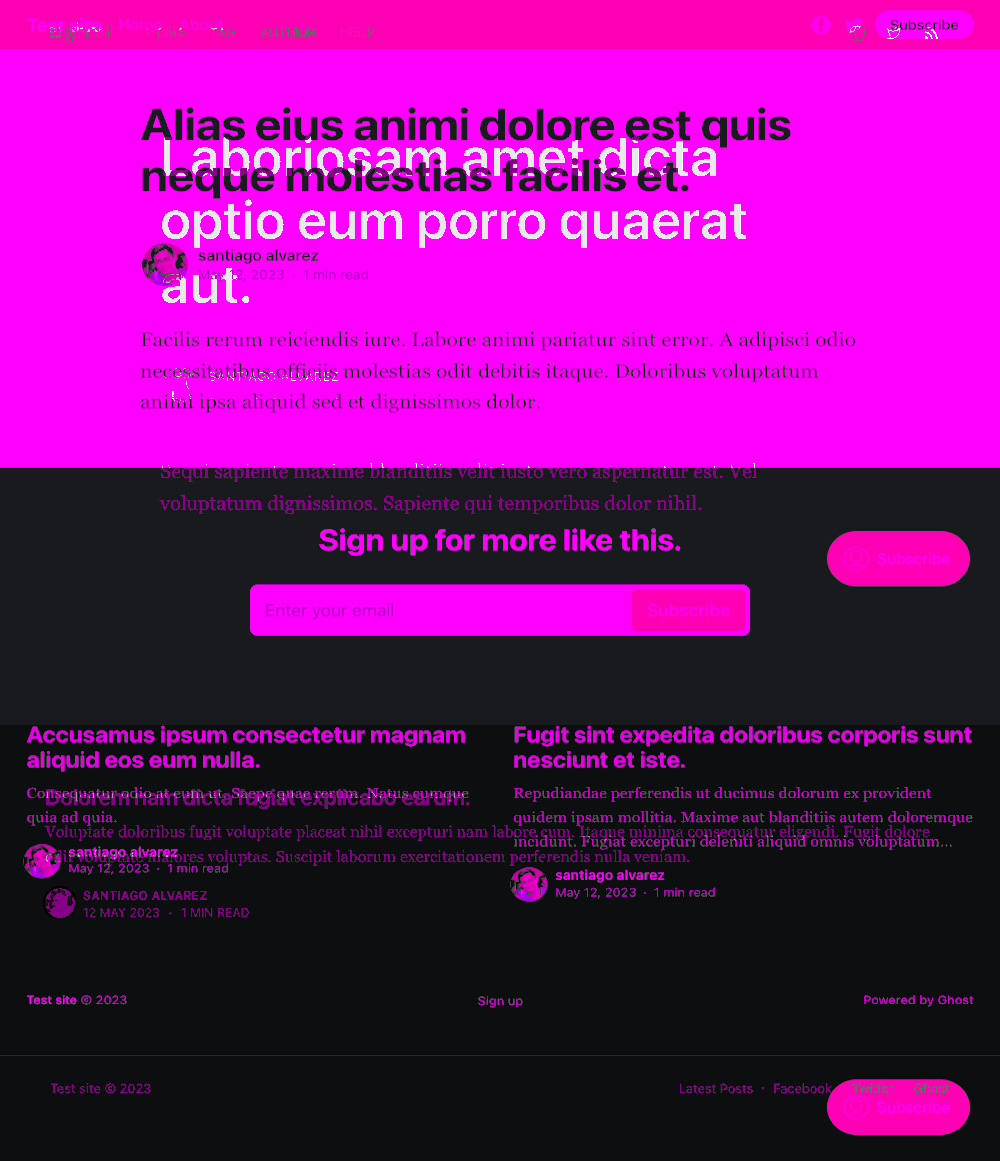 Test site Home About
Subscribe
Alias eius animi dolore est quis
Laboriosam amet dicta
neque molestias facilis et.
optio eum porro quaerat
santiago alvarez
May 12, 2023 · 1 min read
aut.
Facilis rerum reiciendis iure. Labore animi pariatur sint error. A adipisci odio
necessitatibus officiis molestias odit debitis itaque. Doloribus voluptatum
SANTIAGO ALVAREZ
animi ipsa aliquid sed et dignissimos dolor.
Sequi sapiente maxime blanditiis velit iusto vero aspernatur est. Vel
voluptatum dignissimos. Sapiente qui temporibus dolor nihil.
Sign up for more like this.
Subscribe
Enter your email Subscribe
Accusamus ipsum consectetur magnam
aliquid eos eum nulla.
Fugit sint expedita doloribus corporis sunt
nesciunt et iste.
Consequatur odio at eum ut. Saepe quae rerum. Natus cumque
quia ad quia.
Repudiandae perferendis ut ducimus dolorum ex provident
quidem ipsam mollitia. Maxime aut blanditiis autem doloremque
incidunt. Fugiat excepturi deleniti aliquid omnis voluptatum...
Dolorem nam dicta fugiat explicabo earum.
Voluptate doloribus fugit voluptate placeat nihil excepturi nam labore cum. Itaque minima consequatur eligendi. Fugit dolore
maiores voluptas. Suscipit laborum exercitationem perferendis nulla veniam.
santiago alvarez
May 12, 2023 · 1 min read
santiago alvarez
May 12, 2023 · 1 min read
SANTIAGO ALVAREZ
12 MAY 2023 · 1 MIN READ
Test site © 2023
Sign up
Powered by Ghost
Test site © 2023
Latest Posts · Facebook
Subscribe